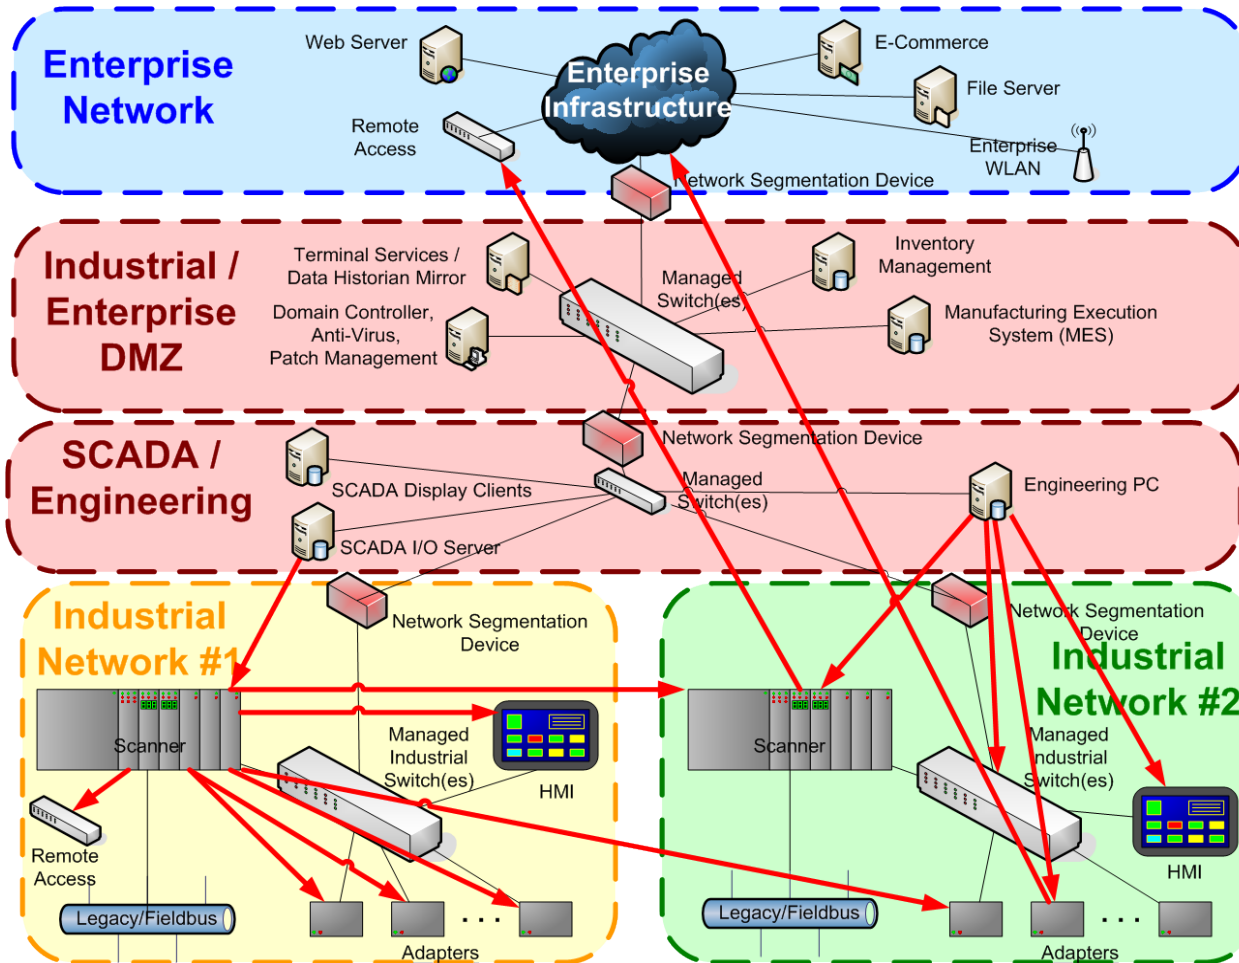 Enterprise
Network
Web Server
Remote
Access
Enterprise
Infrastructure
E-Commerce
File Server
Enterprise
WLAN
Network Segmentation Device
Industrial /
Enterprise
DMZ
Terminal Services /
Data Historian Mirror
Domain Controller,
Anti-Virus,
Patch Management
Managed
Switch(es)
Inventory
Management
Manufacturing Execution
System (MES)
SCADA /
Engineering
Network Segmentation Device
SCADA Display Clients
SCADA I/O Server
Managed
Switch(es)
Engineering PC
Industrial
Network #1
Network Segmentation
Device
Scanner
Managed
Industrial
Switch(es)
HMI
Remote
Access
Legacy/Fieldbus
. . .
Adapters
Network Segmentation
Device
Industrial
Network #2
Scanner
Managed
Industrial
Switch(es)
HMI
Legacy/Fieldbus
. . .
Adapters